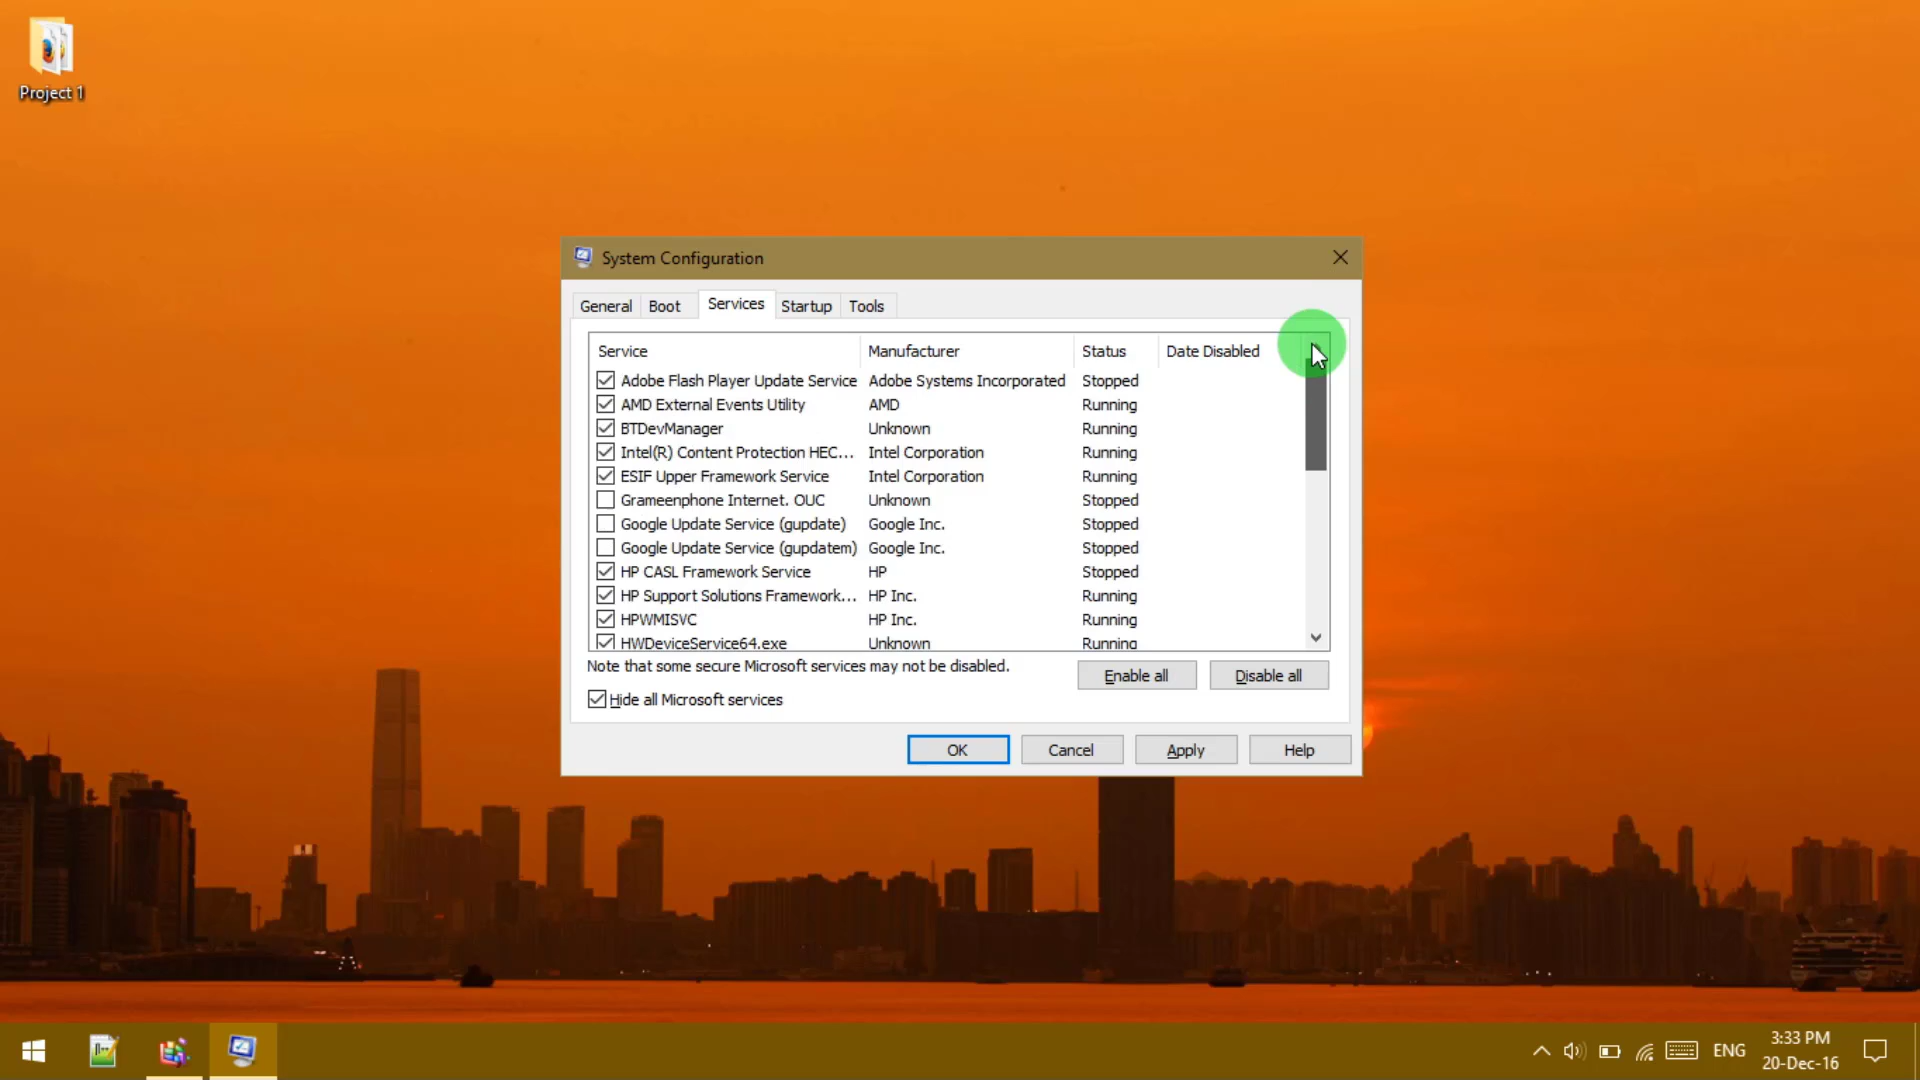 Project 1
System Configuration
General Boot Services Startup Tools
Service Manufacturer Status Date Disabled
Adobe Flash Player Update Service Adobe Systems Incorporated Stopped
AMD External Events Utility AMD Running
BTDevManager Unknown Running
Intel(R) Content Protection HEC... Intel Corporation Running
ESIF Upper Framework Service Intel Corporation Running
Grameenphone Internet. OUC Unknown Stopped
Google Update Service (gupdate) Google Inc. Stopped
Google Update Service (gupdatem) Google Inc. Stopped
HP CASL Framework Service HP Stopped
HP Support Solutions Framework... HP Inc. Running
HPWMISVC HP Inc. Running
HWDeviceService64.exe Unknown Running
Note that some secure Microsoft services may not be disabled.
Enable all Disable all
Hide all Microsoft services
OK Cancel Apply Help
ENG
3:33 PM
20-Dec-16